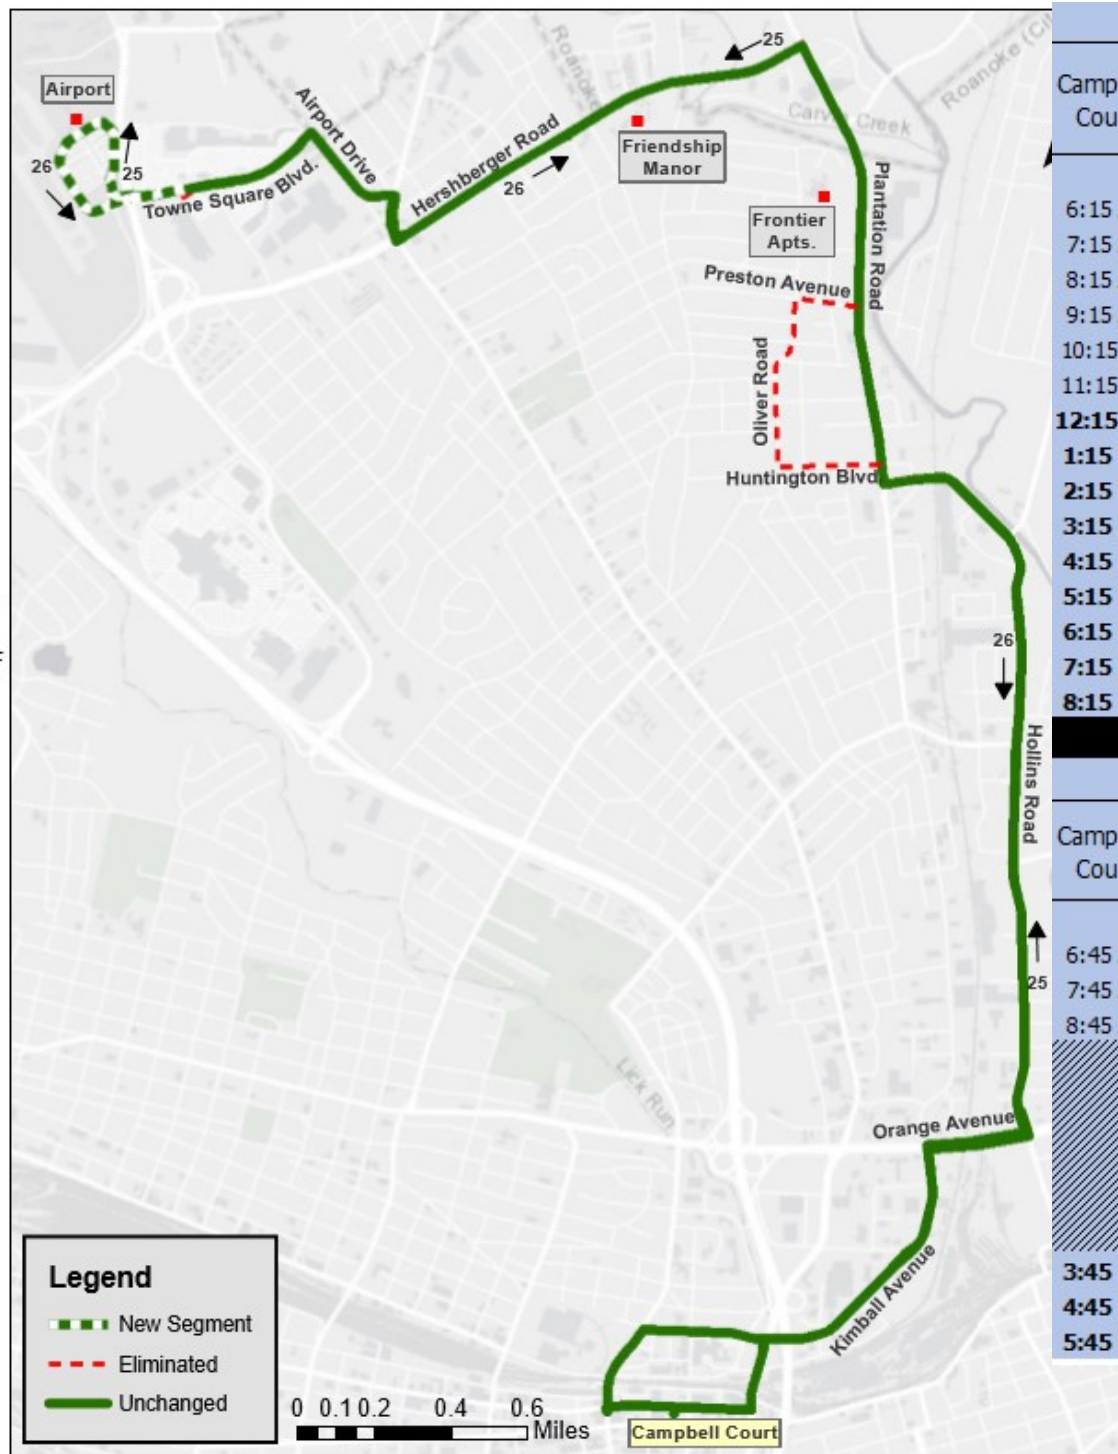 25
Airport
Roanoke
Roanoke (Ci
Carvin Creek
Airport Drive
26
25
Hershberger Road
Friendship
Manor
26
Towne Square Blvd.
Frontier
Apts.
Plantation Road
Preston Avenue
Oliver Road
Huntington Blvd
26
Hollins Road
25
Lick Run
Orange Avenue
Kimball Avenue
Campbell Court
Legend
New Segment
Eliminated
Unchanged
0 0.1 0.2 0.4 0.6
Miles
Camp
Cou
6:15
7:15
8:15
9:15
10:15
11:15
12:15
1:15
2:15
3:15
4:15
5:15
6:15
7:15
8:15
Camp
Cou
6:45
7:45
8:45
3:45
4:45
5:45